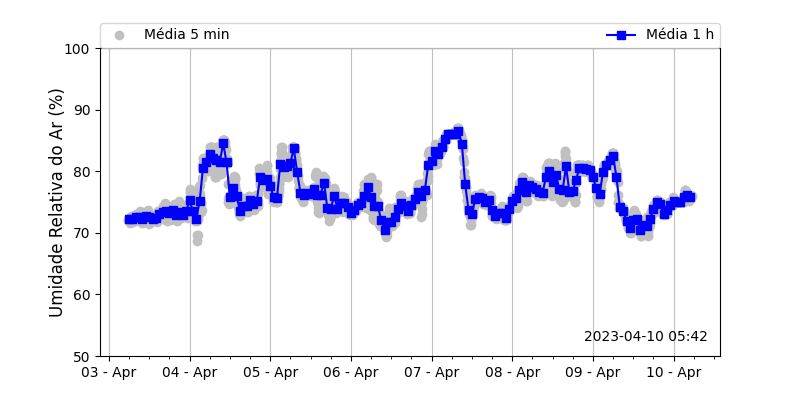 Média 5 min
Média 1 h
Umidade Relativa do Ar (%)
100
90
80
70
60
50
2023-04-10 05:42
03 - Apr
04 - Apr
05 - Apr
06 - Apr
07 - Apr
08 - Apr
09 - Apr
10 - Apr